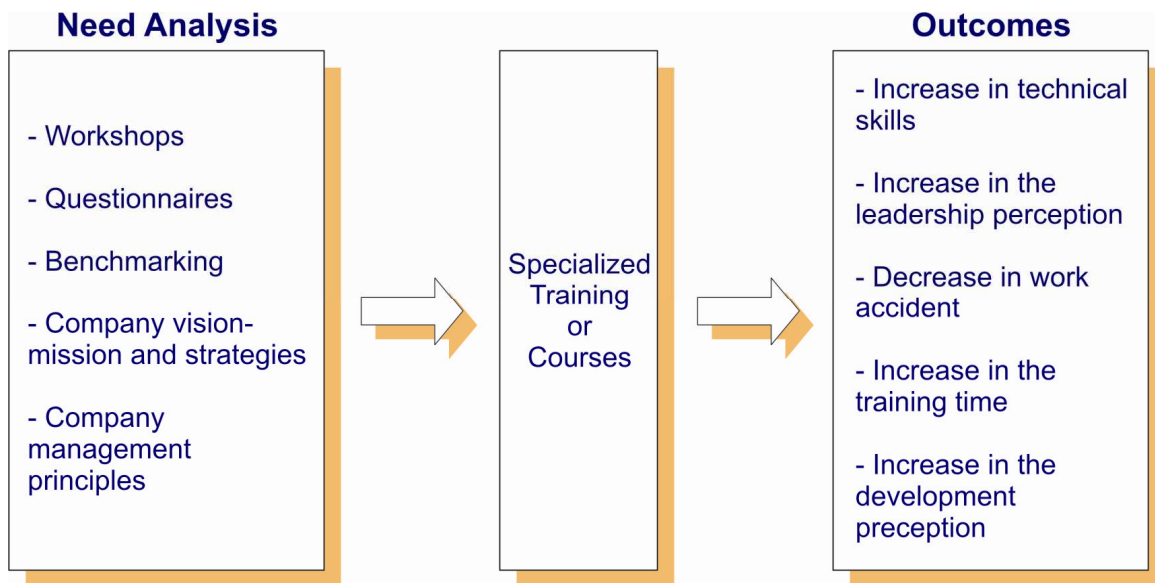 Need Analysis
- Workshops
- Questionnaires
- Benchmarking
- Company vision-
mission and strategies
- Company
management
principles
Specialized
Training
or
Courses
Outcomes
- Increase in technical
skills
- Increase in the
leadership perception
- Decrease in work
accident
- Increase in the
training time
- Increase in the
development
preception